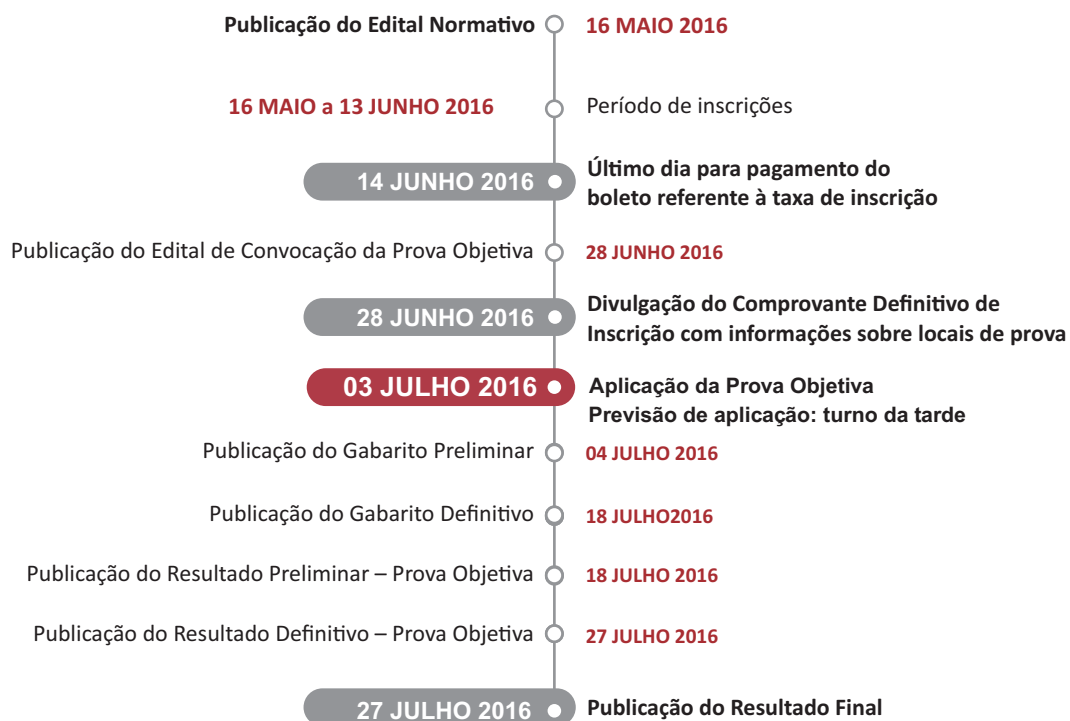 Publicação do Edital Normativo
16 MAIO 2016
16 MAIO a 13 JUNHO 2016
Período de inscrições
14 JUNHO 2016
Último dia para pagamento do
boleto referente à taxa de inscrição
Publicação do Edital de Convocação da Prova Objetiva
28 JUNHO 2016
28 JUNHO 2016
Divulgação do Comprovante Definitivo de
Inscrição com informações sobre locais de prova
03 JULHO 2016
Aplicação da Prova Objetiva
Previsão de aplicação: turno da tarde
Publicação do Gabarito Preliminar
04 JULHO 2016
Publicação do Gabarito Definitivo
18 JULHO2016
Publicação do Resultado Preliminar – Prova Objetiva
18 JULHO 2016
Publicação do Resultado Definitivo – Prova Objetiva
27 JULHO 2016
27 JULHO 2016
Publicação do Resultado Final